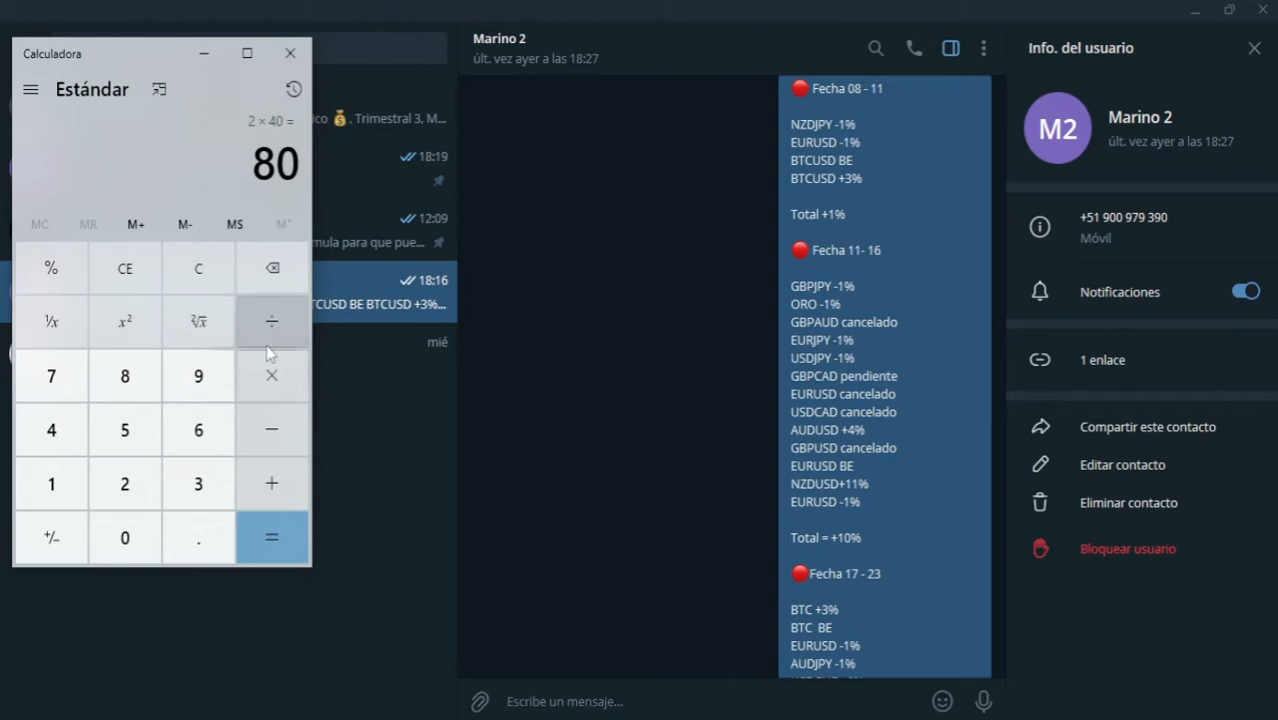 Calculadora
Estándar
2 × 40 =
80
MC MR M+ M- MS M˅
% CE C
¹/x x² ²√x ÷
7 8 9 ×
4 5 6 −
1 2 3 +
+/− 0 . =
ico 💰, Trimestral 3, M...
18:19
12:09
mula para que pue...
18:16
TCUSD BE BTCUSD +3%...
mié
Marino 2
últ. vez ayer a las 18:27
🔴 Fecha 08 - 11
NZDJPY -1%
EURUSD -1%
BTCUSD BE
BTCUSD +3%
Total +1%
🔴 Fecha 11- 16
GBPJPY -1%
ORO -1%
GBPAUD cancelado
EURJPY -1%
USDJPY -1%
GBPCAD pendiente
EURUSD cancelado
USDCAD cancelado
AUDUSD +4%
GBPUSD cancelado
EURUSD BE
NZDUSD+11%
EURUSD -1%
Total = +10%
🔴Fecha 17 - 23
BTC +3%
BTC BE
EURUSD -1%
AUDJPY -1%
Escribe un mensaje...
Info. del usuario
M2
Marino 2
últ. vez ayer a las 18:27
+51 900 979 390
Móvil
Notificaciones
1 enlace
Compartir este contacto
Editar contacto
Eliminar contacto
Bloquear usuario